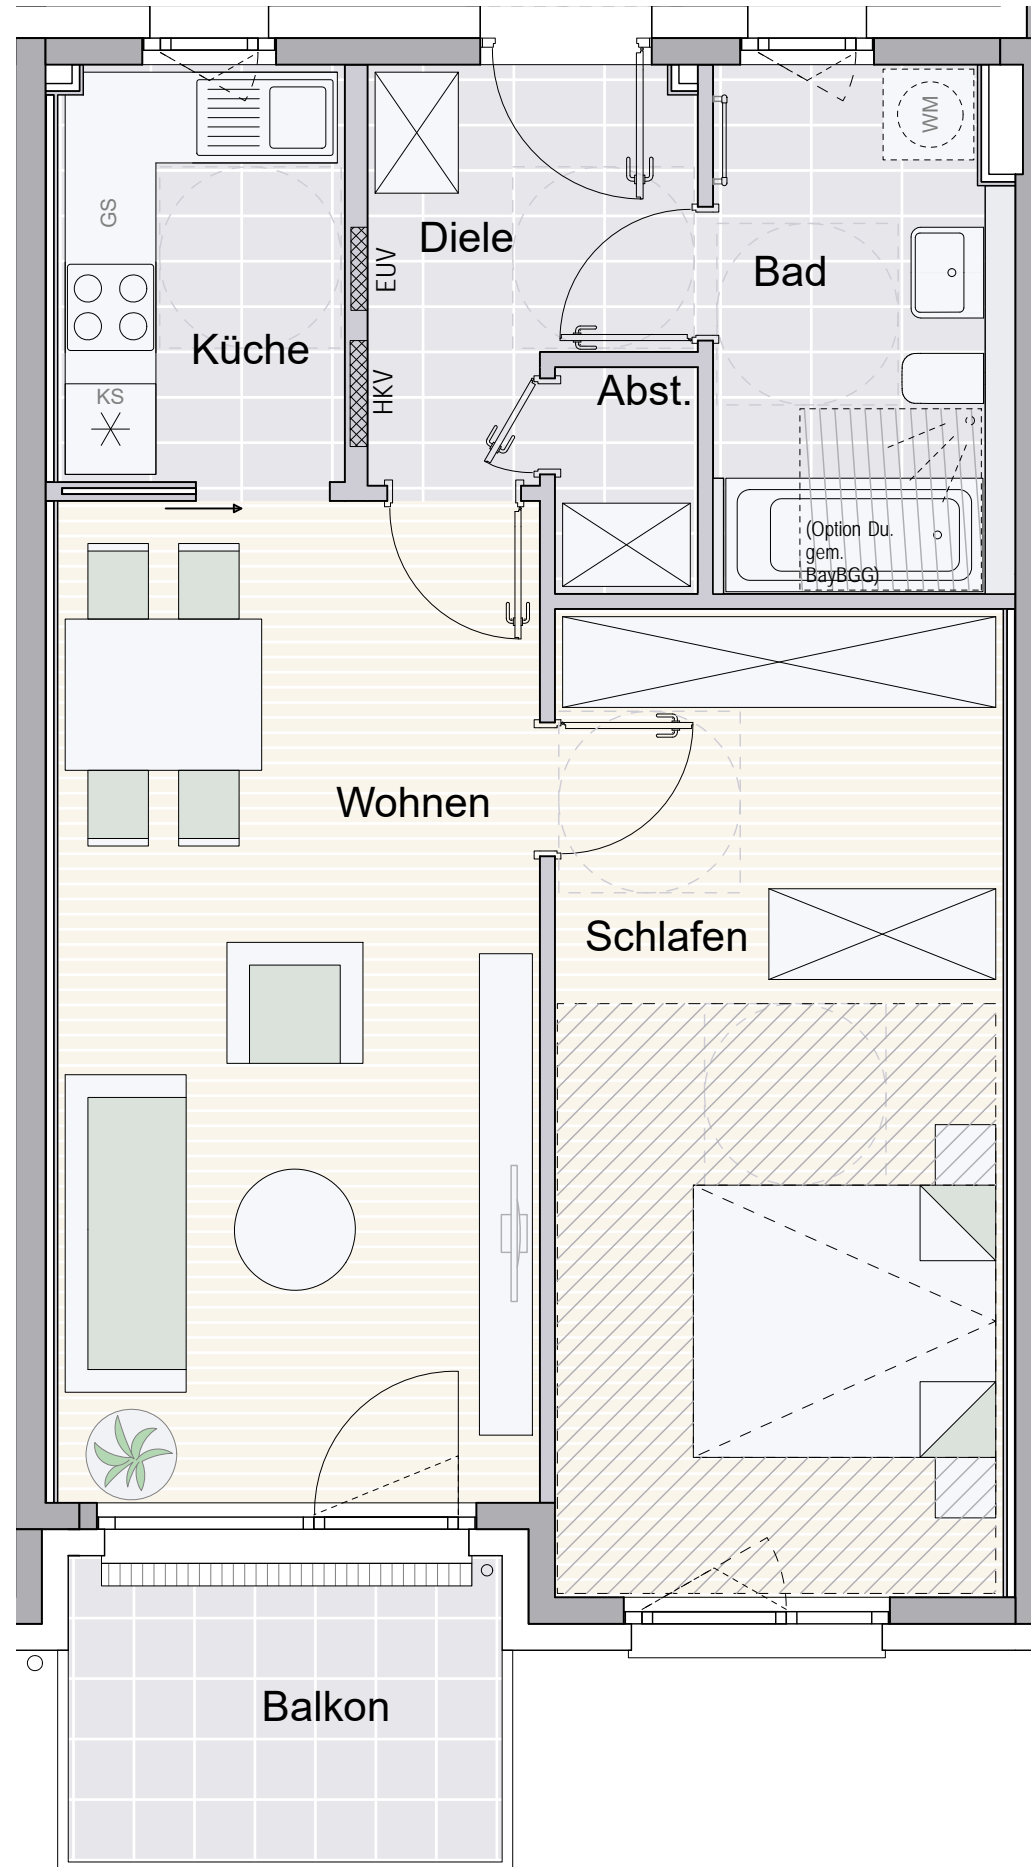 WM
GS
Diele
EUV
Bad
Küche
HKV
Abst.
KS
(Option Du.
gem.
BayBGG)
Wohnen
Schlafen
Balkon